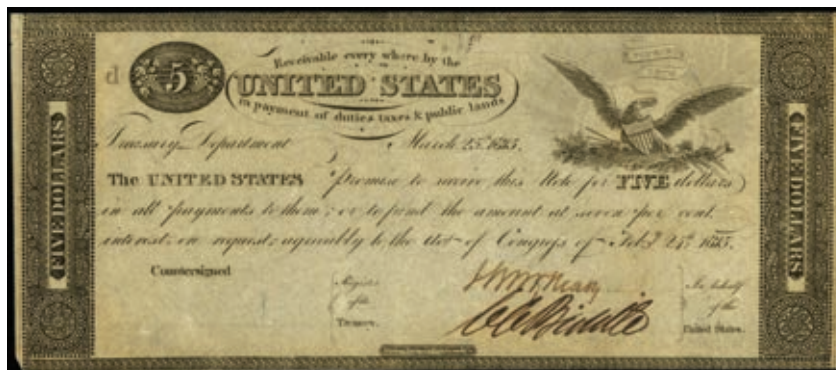 Receivable every where by the
d 5 UNITED STATES
in payment of duties taxes & public lands
Treasury Department March 25th 1815.
The UNITED STATES Promise to receive this Note for FIVE dollars
in all payments to them; or to fund the amount at seven per cent.
interest; on request; agreeably to the Act of Congress of Feby. 24th 1815.
Countersigned
Register
of the
Treasury.
C C Biddle
In behalf
of the
United States.
FIVE DOLLARS
FIVE DOLLARS